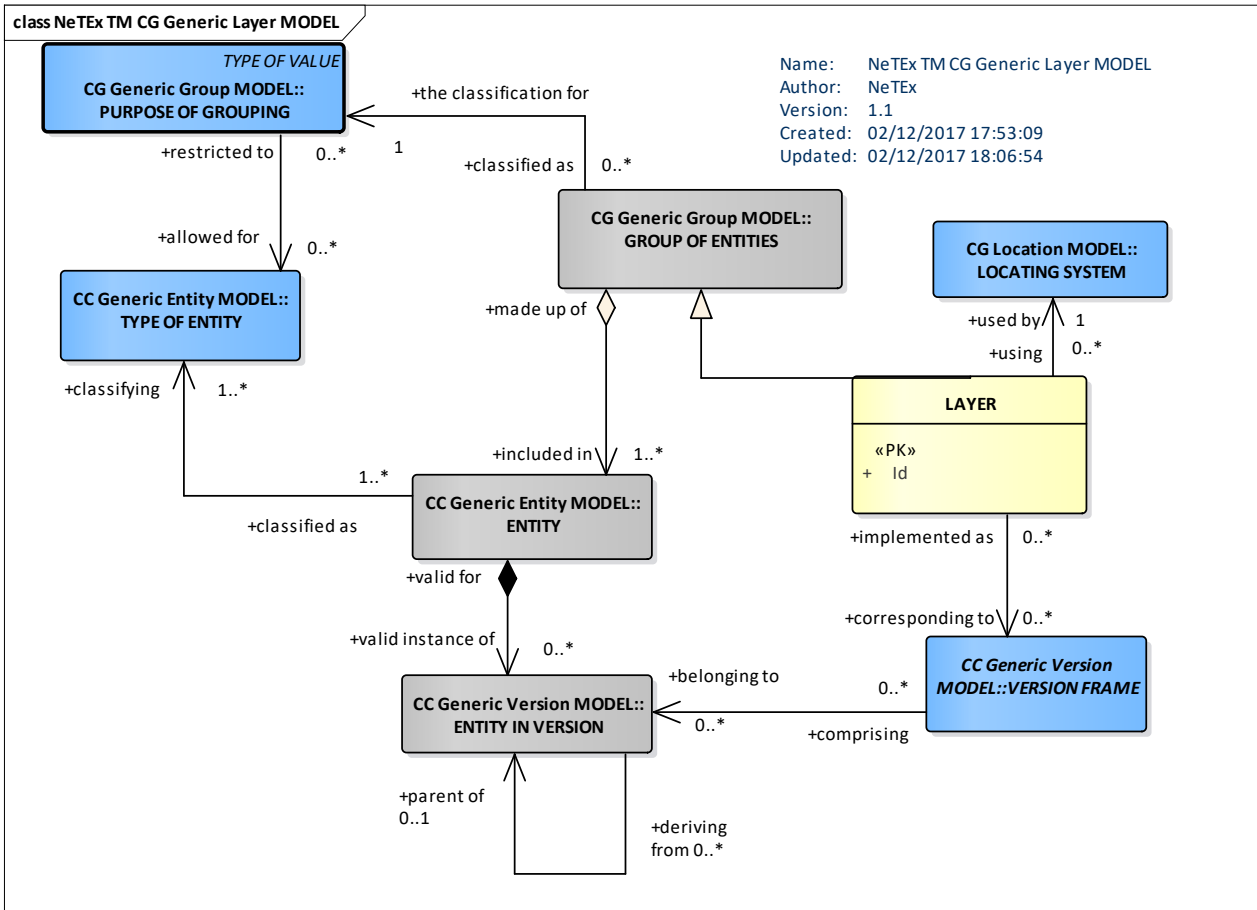 class NeTEx TM CG Generic Layer MODEL
TYPE OF VALUE
CG Generic Group MODEL::
PURPOSE OF GROUPING
Name: NeTEx TM CG Generic Layer MODEL
Author: NeTEx
Version: 1.1
Created: 02/12/2017 17:53:09
Updated: 02/12/2017 18:06:54
+the classification for
1
+restricted to
0..*
+classified as
0..*
CG Generic Group MODEL::
GROUP OF ENTITIES
CG Location MODEL::
LOCATING SYSTEM
+allowed for
0..*
CC Generic Entity MODEL::
TYPE OF ENTITY
+made up of
+used by
1
+using
0..*
+classifying
1..*
LAYER
«PK»
+ Id
+included in
1..*
1..*
+classified as
CC Generic Entity MODEL::
ENTITY
+implemented as
0..*
+valid for
+corresponding to
0..*
+valid instance of
0..*
CC Generic Version
MODEL::VERSION FRAME
+belonging to
0..*
CC Generic Version MODEL::
ENTITY IN VERSION
0..*
+comprising
+parent of
0..1
+deriving
from 0..*